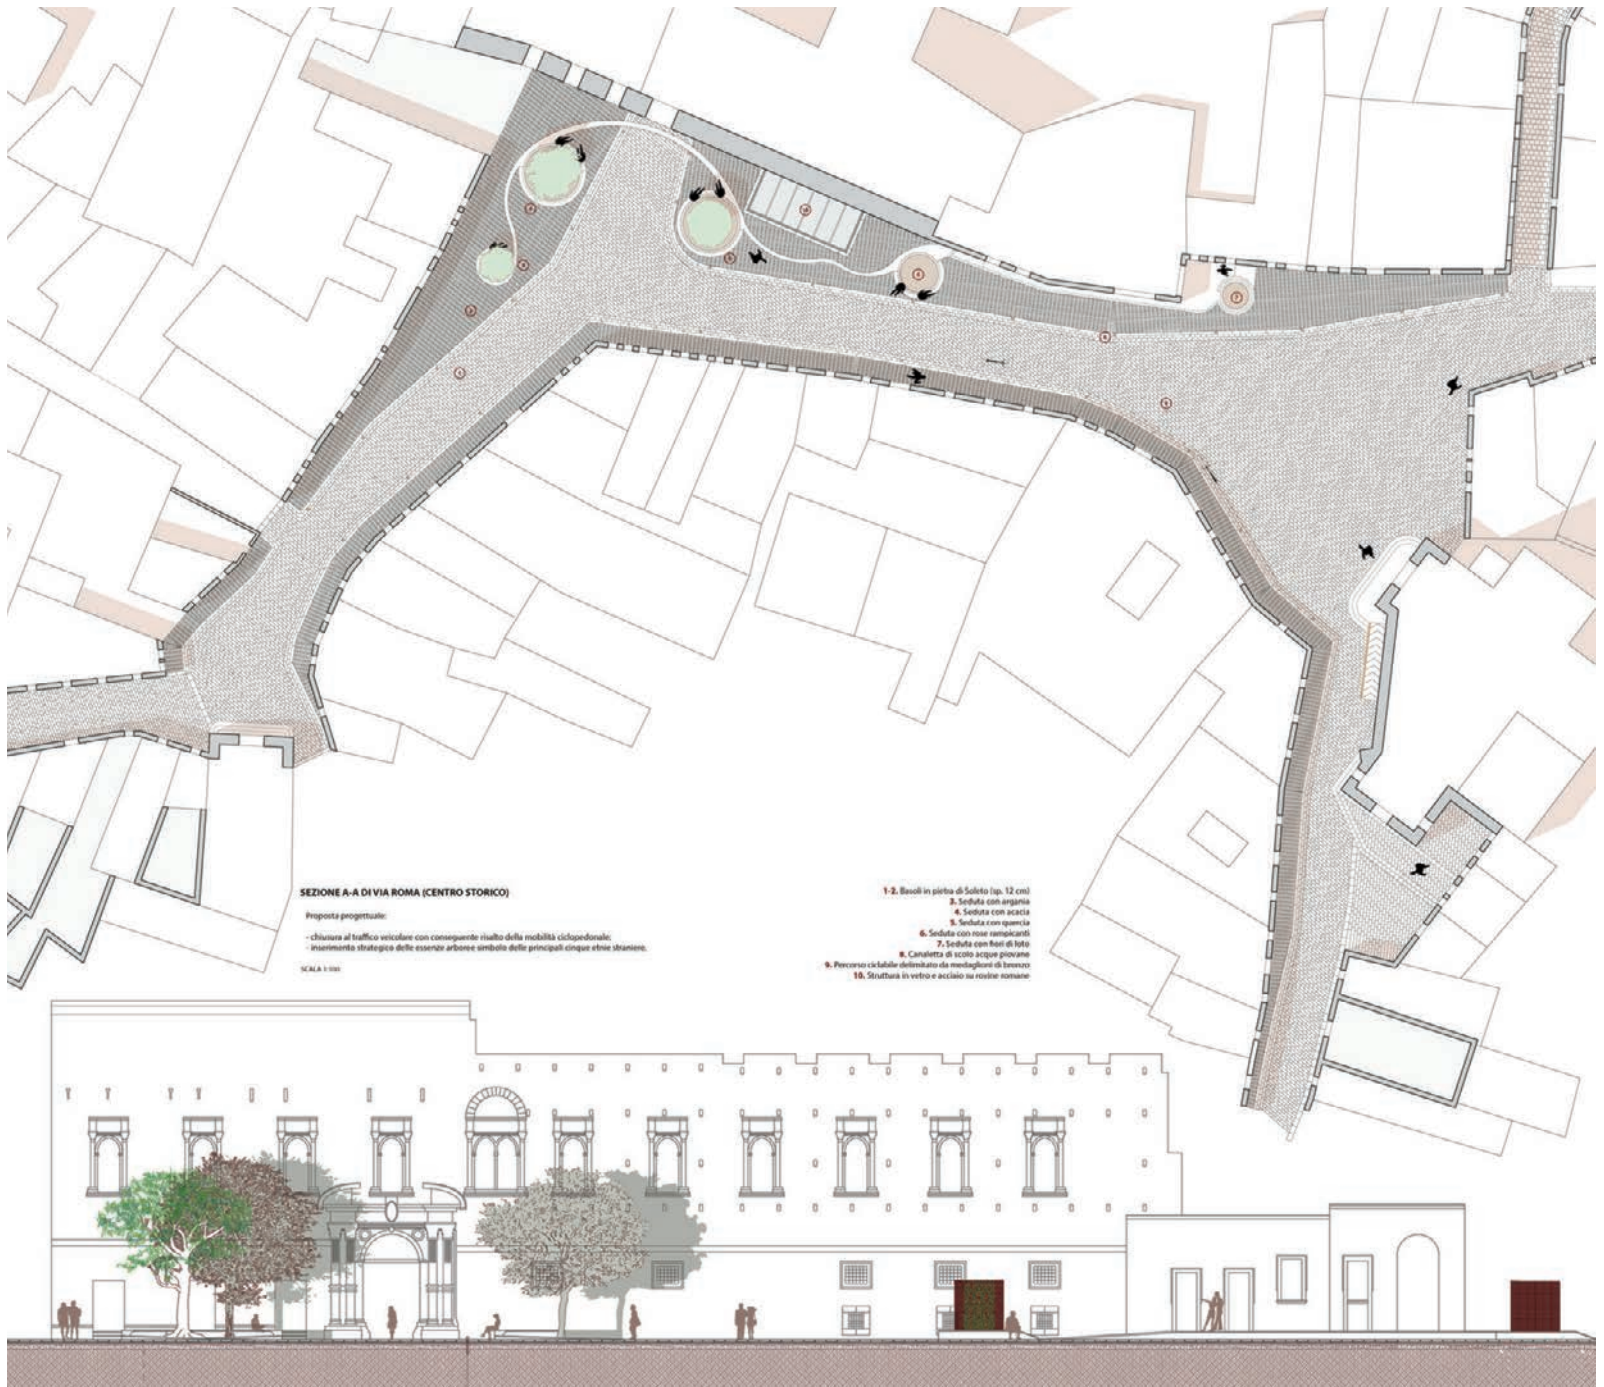 SEZIONE A-A DI VIA ROMA (CENTRO STORICO)
Proposta progettuale:
- chiusura al traffico veicolare con conseguente risalto della mobilità ciclopedonale;
- inserimento strategico delle essenze arboree simbolo delle principali cinque etnie straniere.
SCALA
1-2. Basoli in pietra di Soleto (sp. 12 cm)
3. Seduta con argania
4. Seduta con acacia
5. Seduta con quercia
6. Seduta con rose rampicanti
7. Seduta con fiori di loto
8. Canaletta di scolo acque piovane
9. Percorso ciclabile delimitato da medaglioni di bronzo
10. Struttura in vetro e acciaio su rovine romane